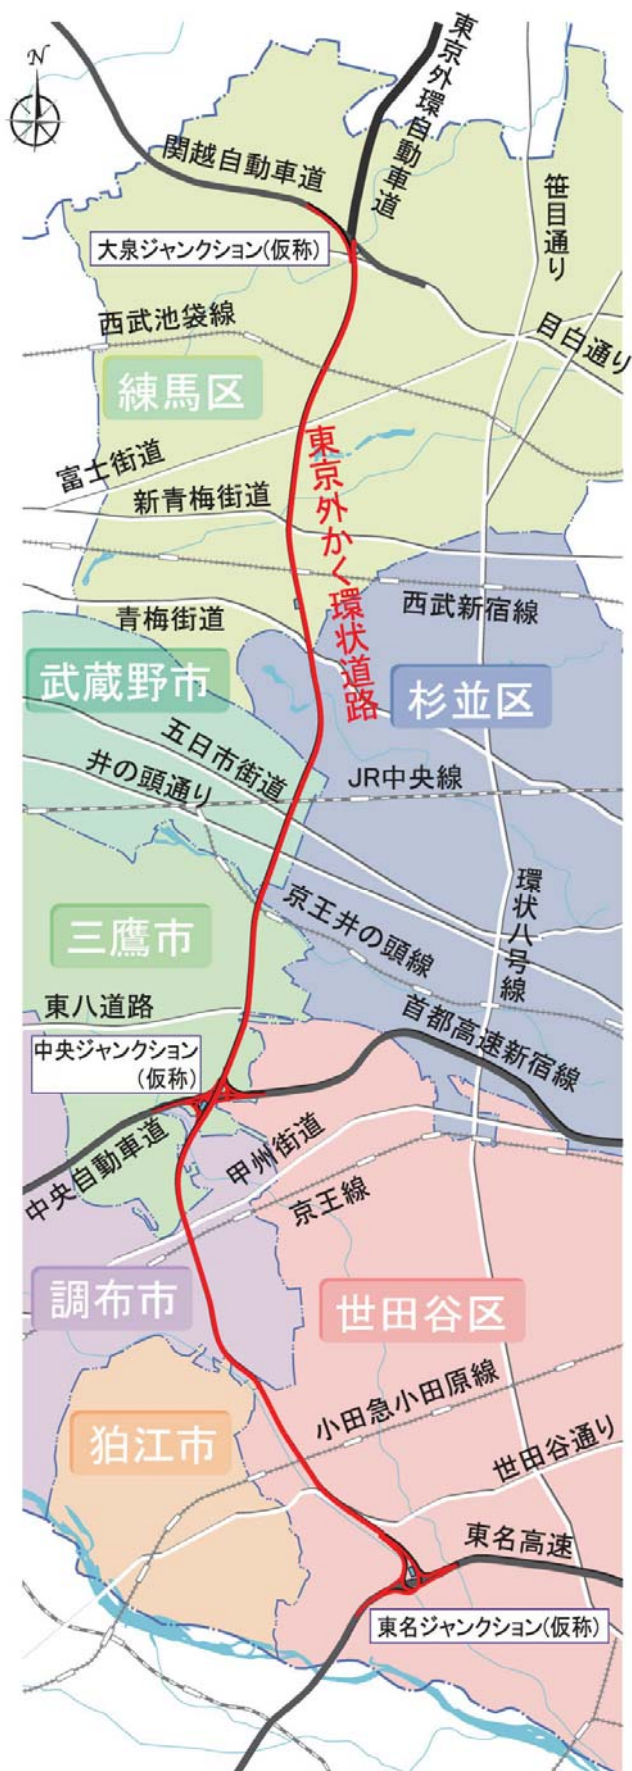 N
東京外環自動車道
関越自動車道
笹目通り
大泉ジャンクション(仮称)
西武池袋線
目白通り
練馬区
富士街道
東京外かく環状道路
新青梅街道
西武新宿線
青梅街道
武蔵野市
杉並区
五日市街道
井の頭通り
JR中央線
環状八号線
京王井の頭線
三鷹市
東八道路
首都高速新宿線
中央ジャンクション
(仮称)
甲州街道
中央自動車道
京王線
調布市
世田谷区
小田急小田原線
狛江市
世田谷通り
東名高速
東名ジャンクション(仮称)